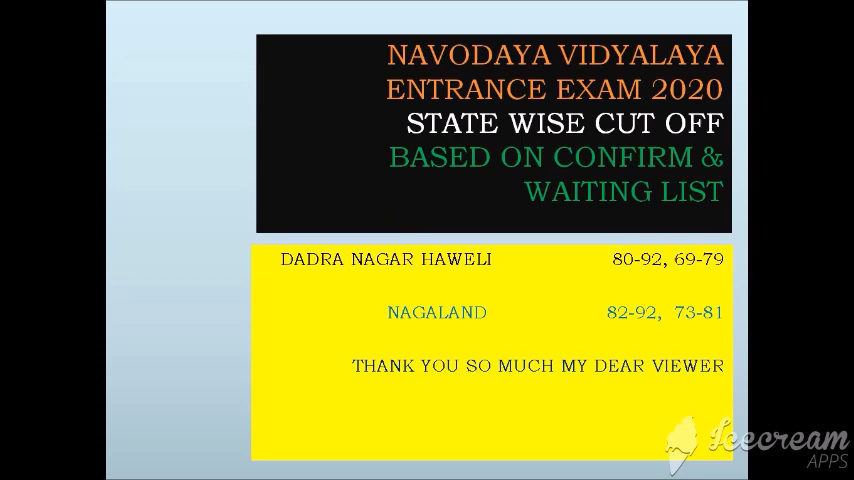 NAVODAYA VIDYALAYA
ENTRANCE EXAM 2020
STATE WISE CUT OFF
BASED ON CONFIRM &
WAITING LIST
DADRA NAGAR HAWELI 80-92, 69-79
NAGALAND 82-92, 73-81
THANK YOU SO MUCH MY DEAR VIEWER
Icecream
APPS